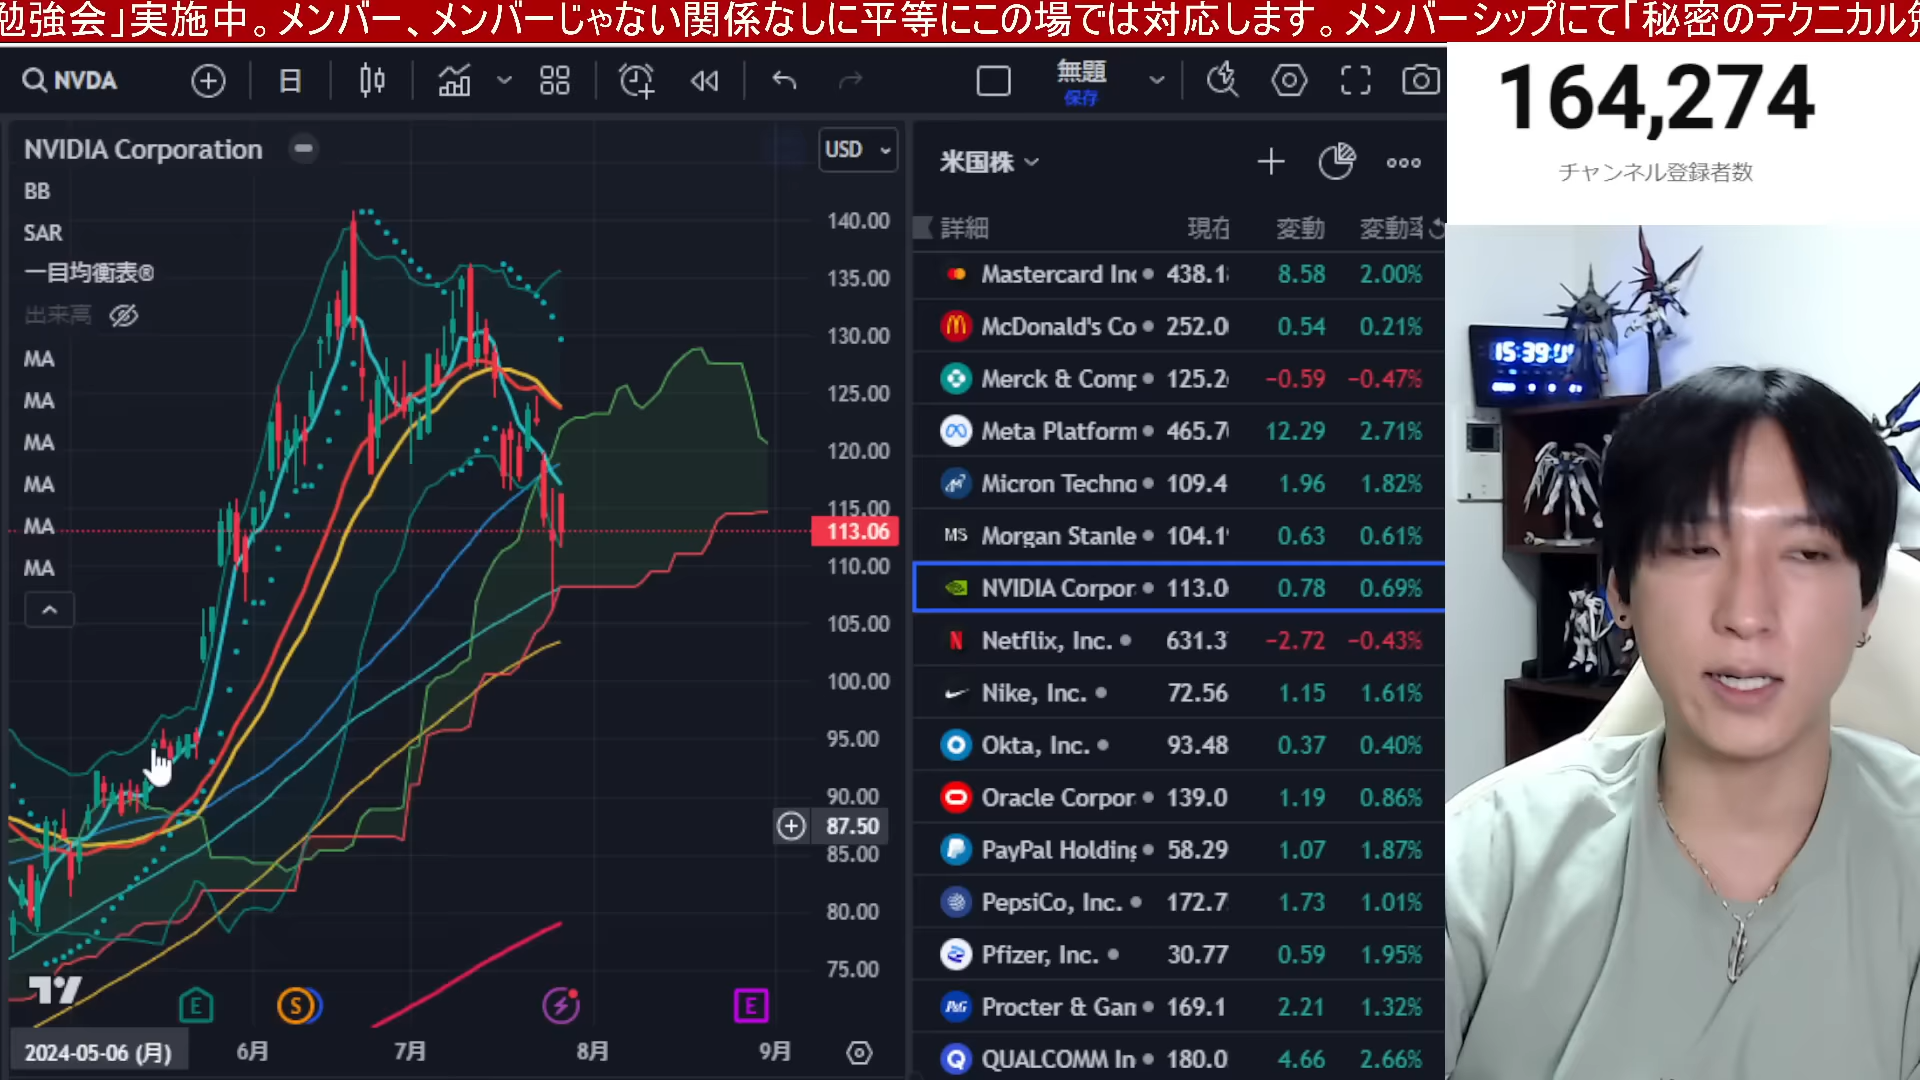 勉強会」実施中。メンバー、メンバーじゃない関係なしに平等にこの場では対応します。メンバーシップにて「秘密のテクニカル
NVDA
日
無題
保存
164,274
チャンネル登録者数
NVIDIA Corporation
USD
BB
SAR
一目均衡表®
出来高
MA
MA
MA
MA
MA
MA
140.00
135.00
130.00
125.00
120.00
115.00
113.06
110.00
105.00
100.00
95.00
90.00
87.50
85.00
80.00
75.00
E
S
E
2024-05-06 (月)
6月
7月
8月
9月
米国株
詳細 現在 変動 変動率
Mastercard Inc 438.1 8.58 2.00%
McDonald's Co 252.0 0.54 0.21%
Merck & Comp 125.2 −0.59 −0.47%
Meta Platform 465.7 12.29 2.71%
Micron Techno 109.4 1.96 1.82%
MS Morgan Stanle 104.1 0.63 0.61%
NVIDIA Corpor 113.0 0.78 0.69%
Netflix, Inc. 631.3 −2.72 −0.43%
Nike, Inc. 72.56 1.15 1.61%
Okta, Inc. 93.48 0.37 0.40%
Oracle Corpor 139.0 1.19 0.86%
PayPal Holding 58.29 1.07 1.87%
PepsiCo, Inc. 172.7 1.73 1.01%
Pfizer, Inc. 30.77 0.59 1.95%
P&G Procter & Gam 169.1 2.21 1.32%
QUALCOMM In 180.0 4.66 2.66%
15:39